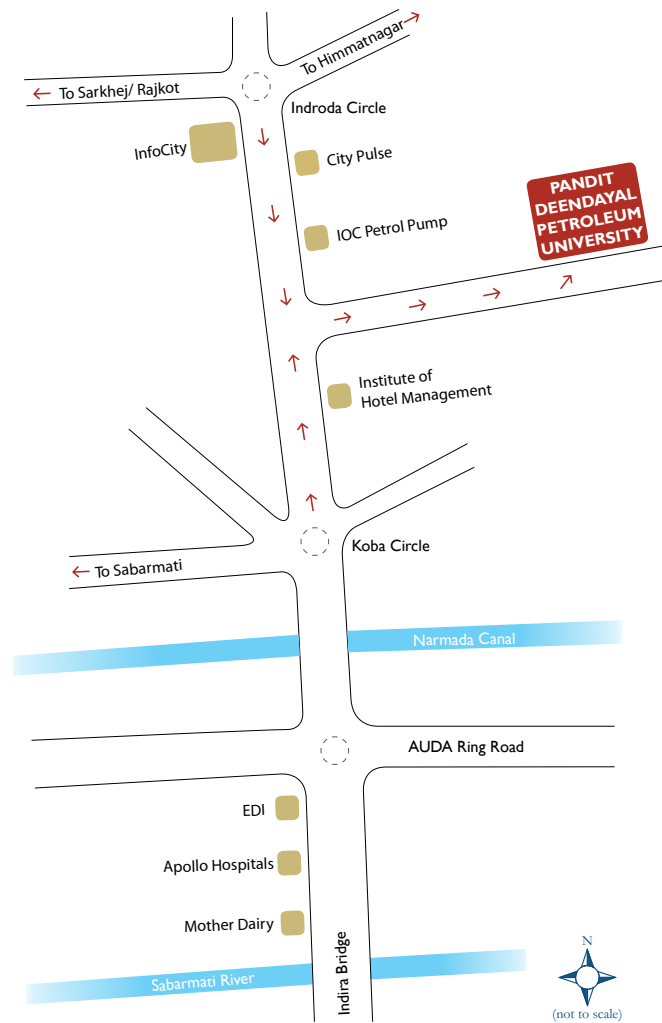 To Himmatnagar
To Sarkhej/ Rajkot
Indroda Circle
InfoCity
City Pulse
PANDIT
DEENDAYAL
PETROLEUM
UNIVERSITY
IOC Petrol Pump
Institute of
Hotel Management
Koba Circle
To Sabarmati
Narmada Canal
AUDA Ring Road
EDI
Apollo Hospitals
Mother Dairy
Indira Bridge
Sabarmati River
N
(not to scale)